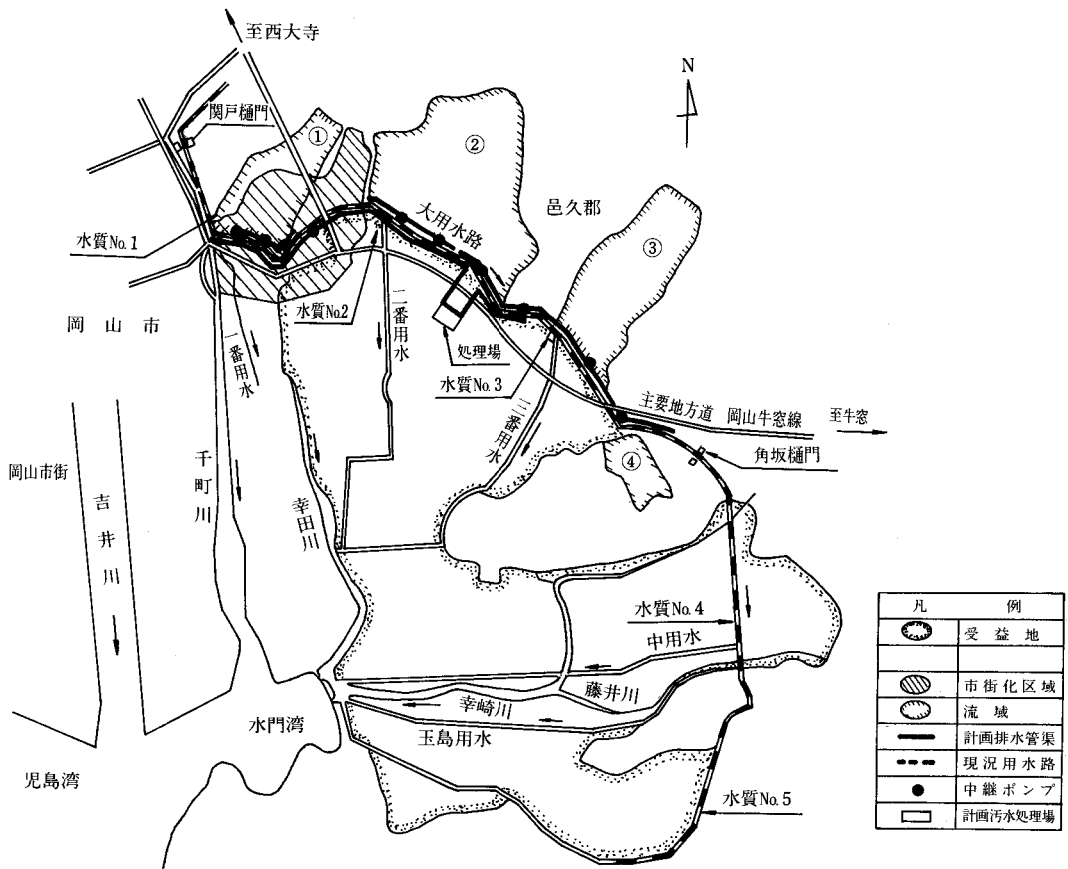 至西大寺
関戸樋門
N
①
②
大用水路
邑久郡
③
水質No.1
水質No.2
岡山市
一番用水
二番用水
処理場
水質No.3
三番用水
主要地方道 岡山牛窓線
至牛窓
角坂樋門
④
岡山市街
吉井川
千町川
幸田川
水質No.4
中用水
藤井川
幸崎川
玉島用水
水門湾
児島湾
水質No.5
凡例
受益地
市街化区域
流域
計画排水管渠
現況用水路
中継ポンプ
計画汚水処理場